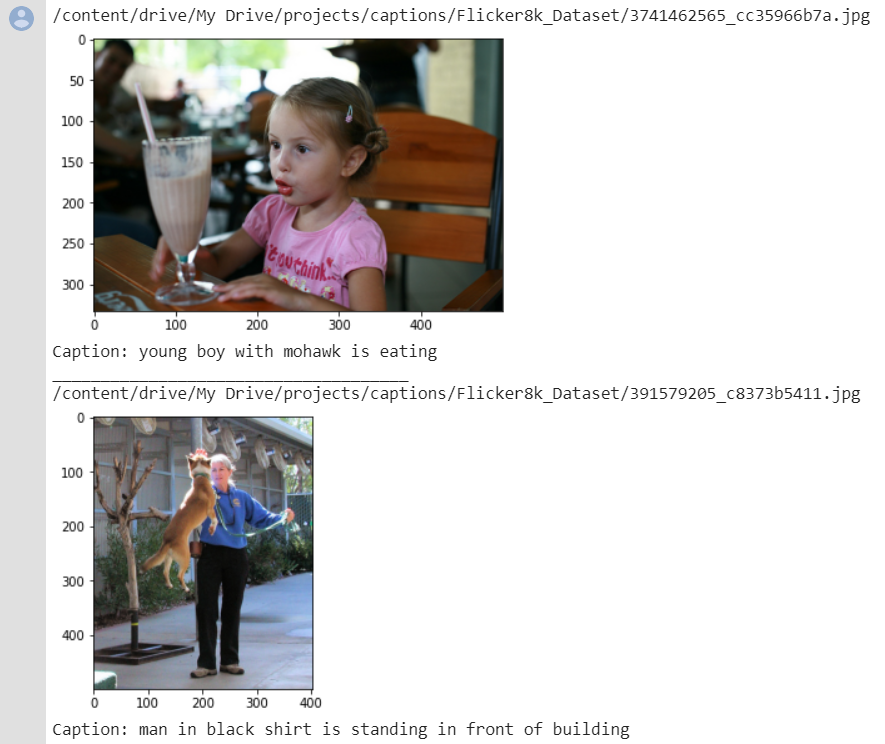 /content/drive/My Drive/projects/captions/Flicker8k_Dataset/3741462565_cc35966b7a.jpg
0
50
100
150
200
250
300
0 100 200 300 400
think
Caption: young boy with mohawk is eating
/content/drive/My Drive/projects/captions/Flicker8k_Dataset/391579205_c8373b5411.jpg
0
100
200
300
400
0 100 200 300 400
Caption: man in black shirt is standing in front of building